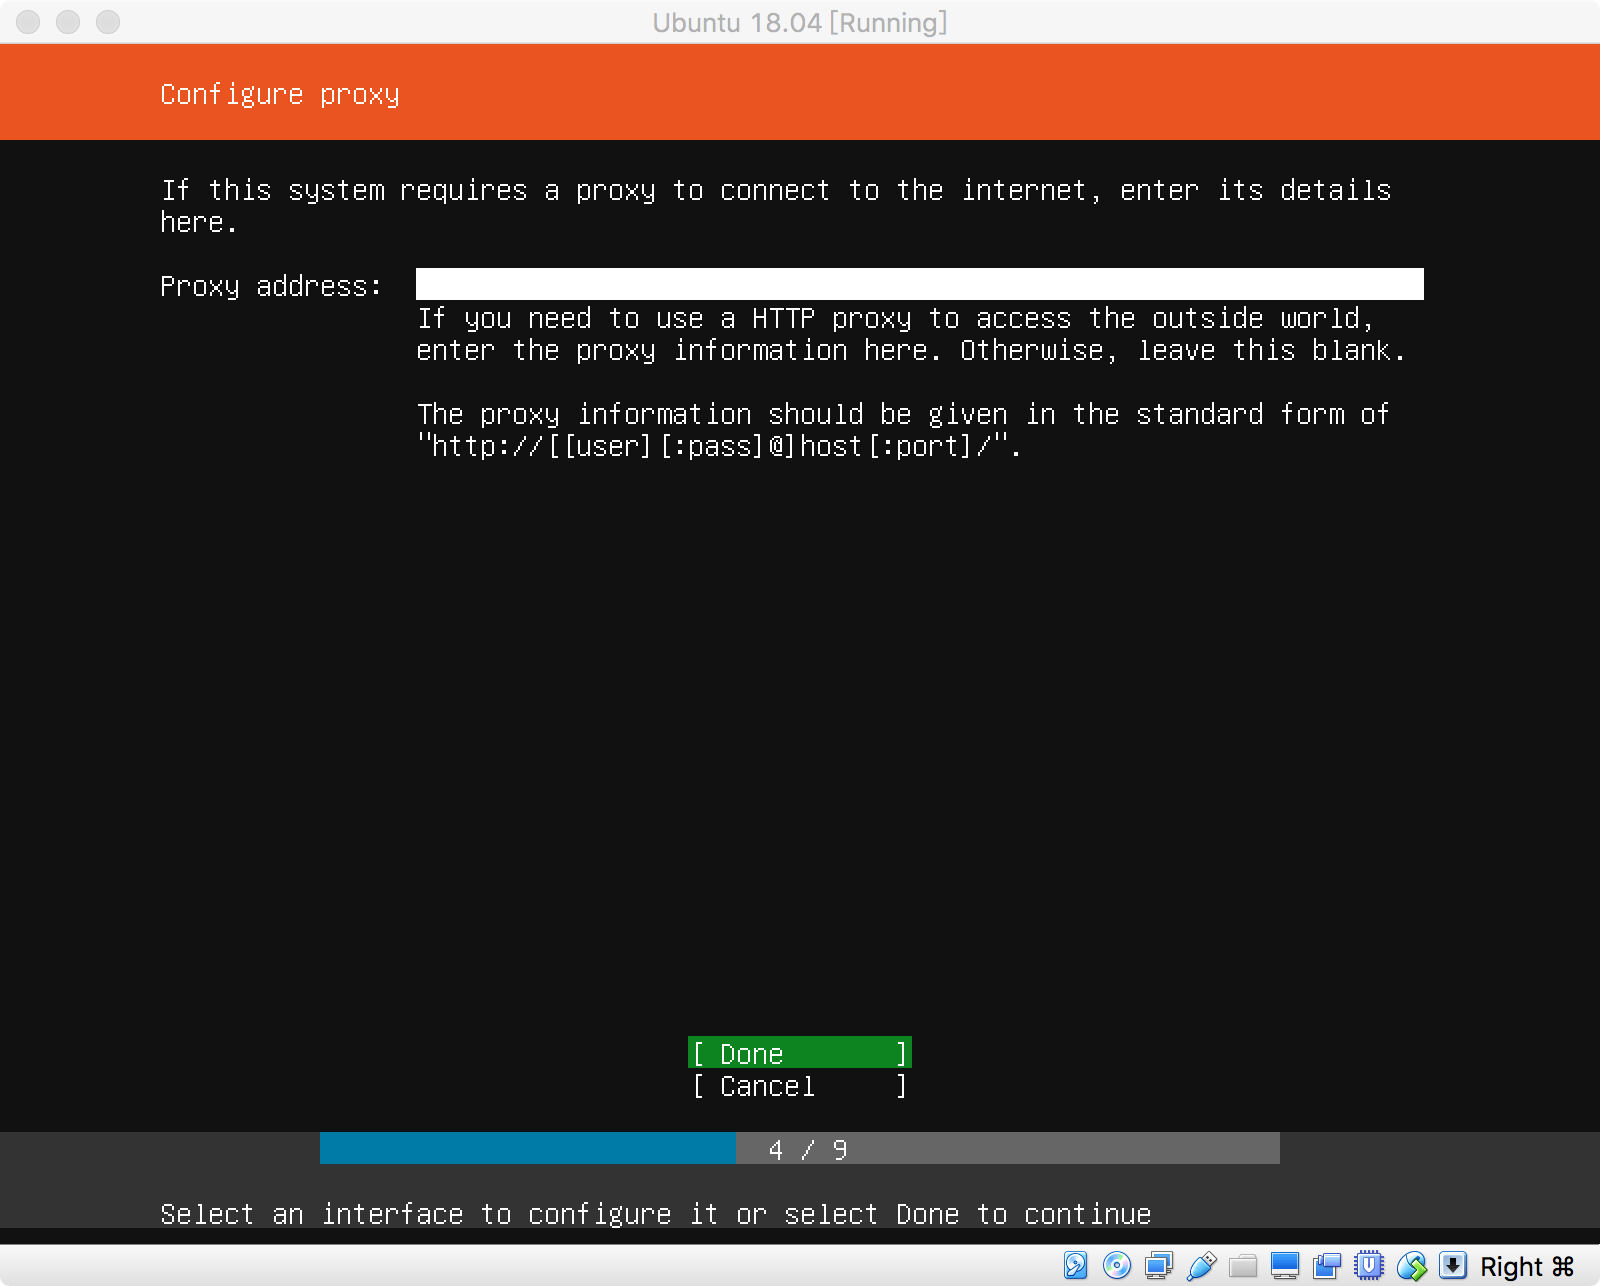 Ubuntu 18.04 [Running]
Configure proxy
If this system requires a proxy to connect to the internet, enter its details
here.
Proxy address:
If you need to use a HTTP proxy to access the outside world,
enter the proxy information here. Otherwise, leave this blank.
The proxy information should be given in the standard form of
"http://[[user][:pass]@]host[:port]/".
[ Done ]
[ Cancel ]
4 / 9
Select an interface to configure it or select Done to continue
Right ⌘